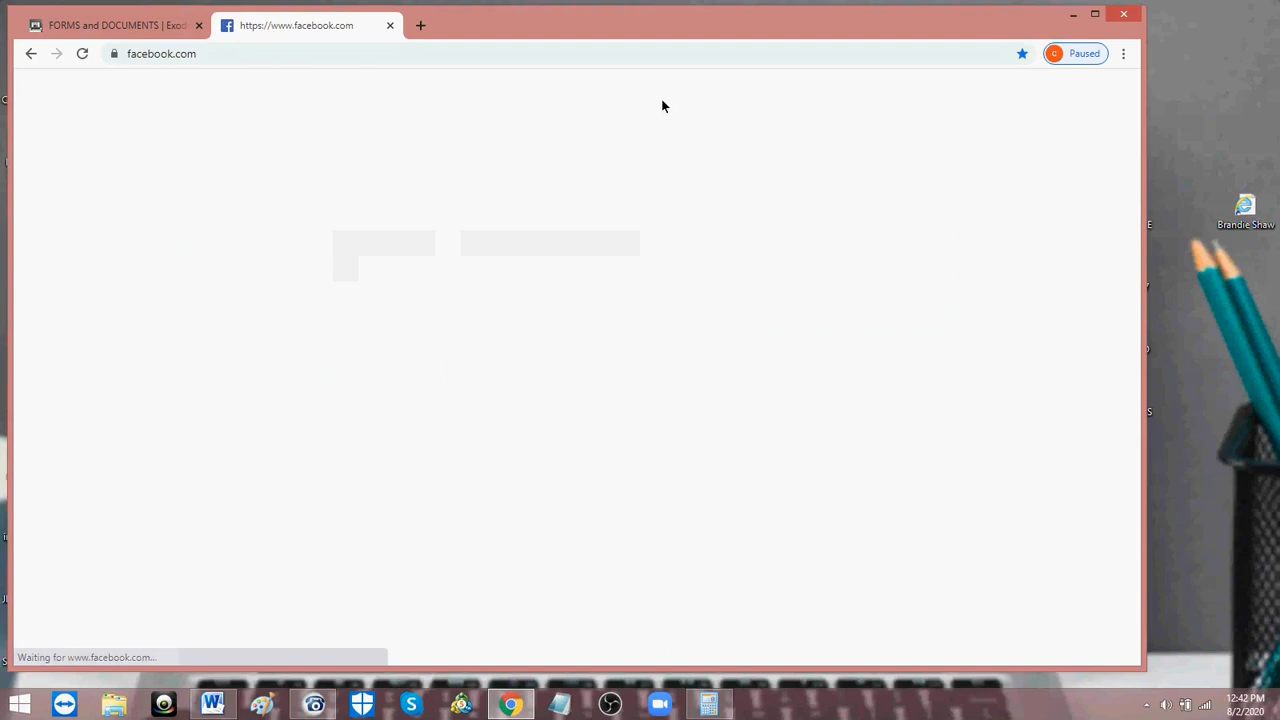 FORMS and DOCUMENTS | Exod
https://www.facebook.com
facebook.com
C
Paused
Brandie Shaw
Waiting for www.facebook.com...
12:42 PM
8/2/2020